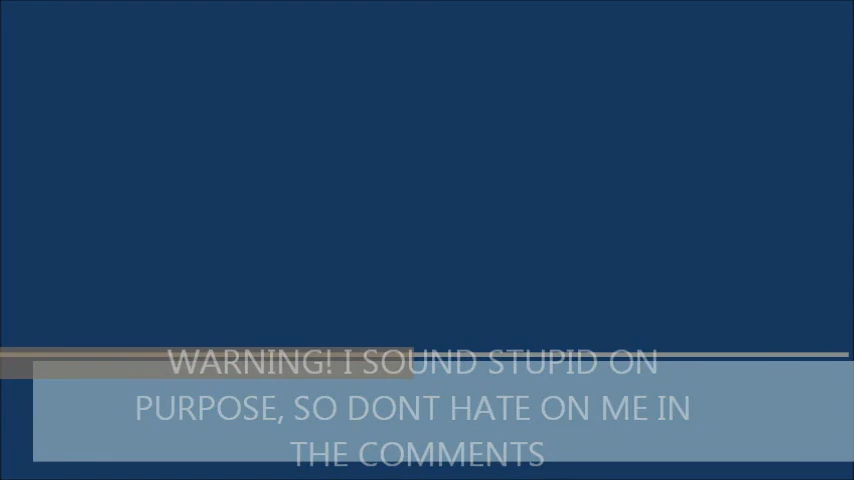 WARNING! I SOUND STUPID ON
PURPOSE, SO DONT HATE ON ME IN
THE COMMENTS